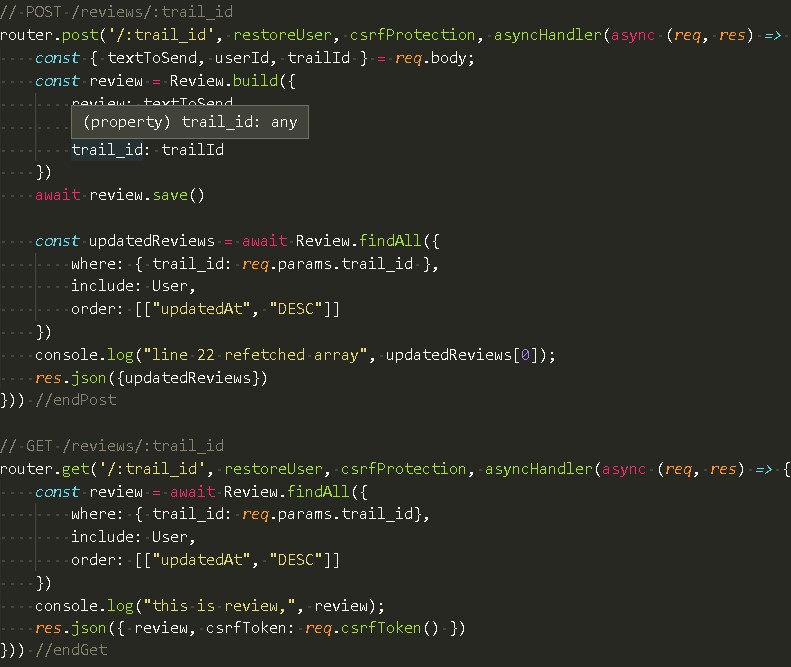 // POST /reviews/:trail_id
router.post('/:trail_id', restoreUser, csrfProtection, asyncHandler(async (req, res) =>
    const { textToSend, userId, trailId } = req.body;
    const review = Review.build({
        review: textToSend
(property) trail_id: any
        trail_id: trailId
    })
    await review.save()
    const updatedReviews = await Review.findAll({
        where: { trail_id: req.params.trail_id },
        include: User,
        order: [["updatedAt", "DESC"]]
    })
    console.log("line 22 refetched array", updatedReviews[0]);
    res.json({updatedReviews})
})) //endPost
// GET /reviews/:trail_id
router.get('/:trail_id', restoreUser, csrfProtection, asyncHandler(async (req, res) => {
    const review = await Review.findAll({
        where: { trail_id: req.params.trail_id},
        include: User,
        order: [["updatedAt", "DESC"]]
    })
    console.log("this is review,", review);
    res.json({ review, csrfToken: req.csrfToken() })
})) //endGet